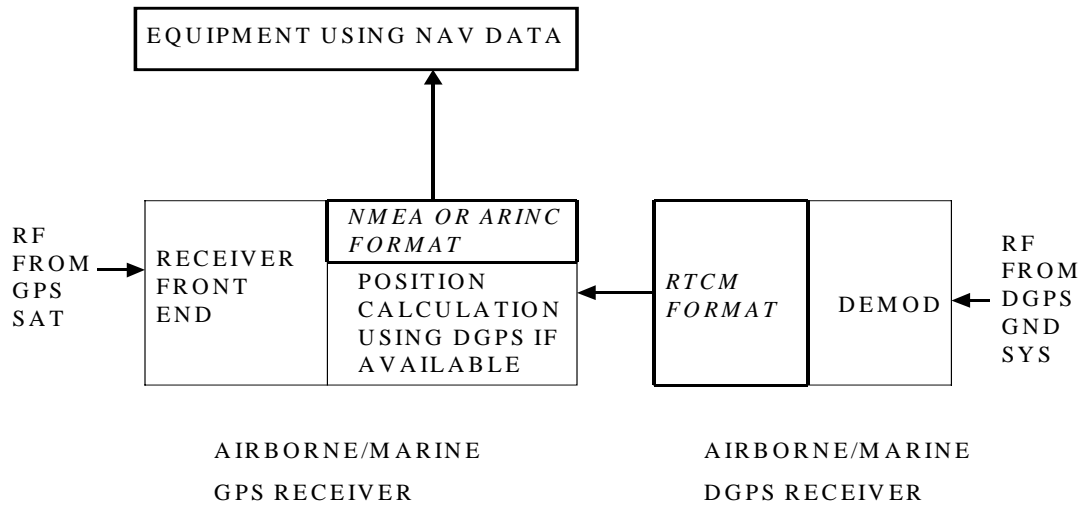 EQUIPMENT USING NAV DATA
RF
FROM
GPS
SAT
RECEIVER
FRONT
END
NMEA OR ARINC
FORMAT
POSITION
CALCULATION
USING DGPS IF
AVAILABLE
RTCM
FORMAT
DEMOD
RF
FROM
DGPS
GND
SYS
AIRBORNE/MARINE
GPS RECEIVER
AIRBORNE/MARINE
DGPS RECEIVER